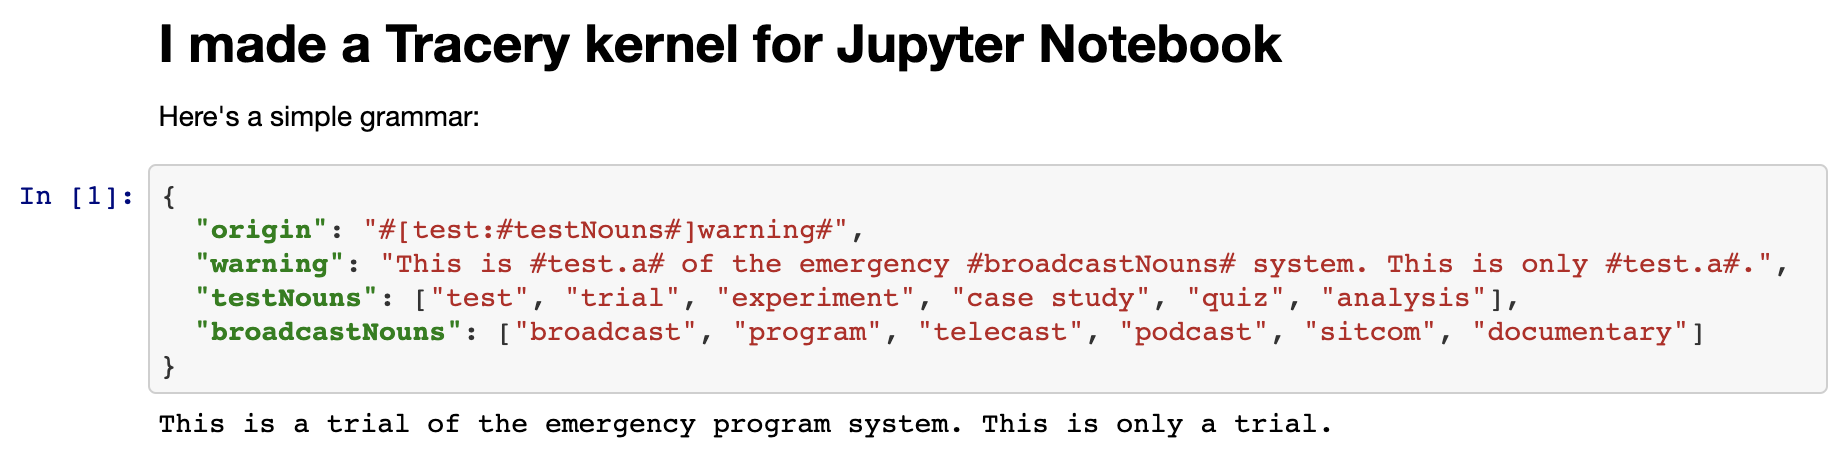 I made a Tracery kernel for Jupyter Notebook
Here's a simple grammar:
In [1]: {
"origin": "#[test:#testNouns#]warning#",
"warning": "This is #test.a# of the emergency #broadcastNouns# system. This is only #test.a#.",
"testNouns": ["test", "trial", "experiment", "case study", "quiz", "analysis"],
"broadcastNouns": ["broadcast", "program", "telecast", "podcast", "sitcom", "documentary"]
}
This is a trial of the emergency program system. This is only a trial.